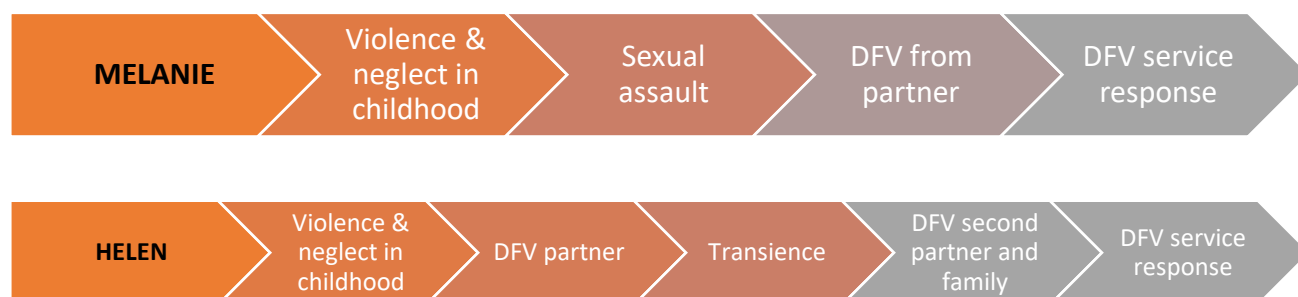 MELANIE
Violence &
neglect in
childhood
Sexual
assault
DFV from
partner
DFV service
response
HELEN
Violence &
neglect in
childhood
DFV partner
Transience
DFV second
partner and
family
DFV service
response